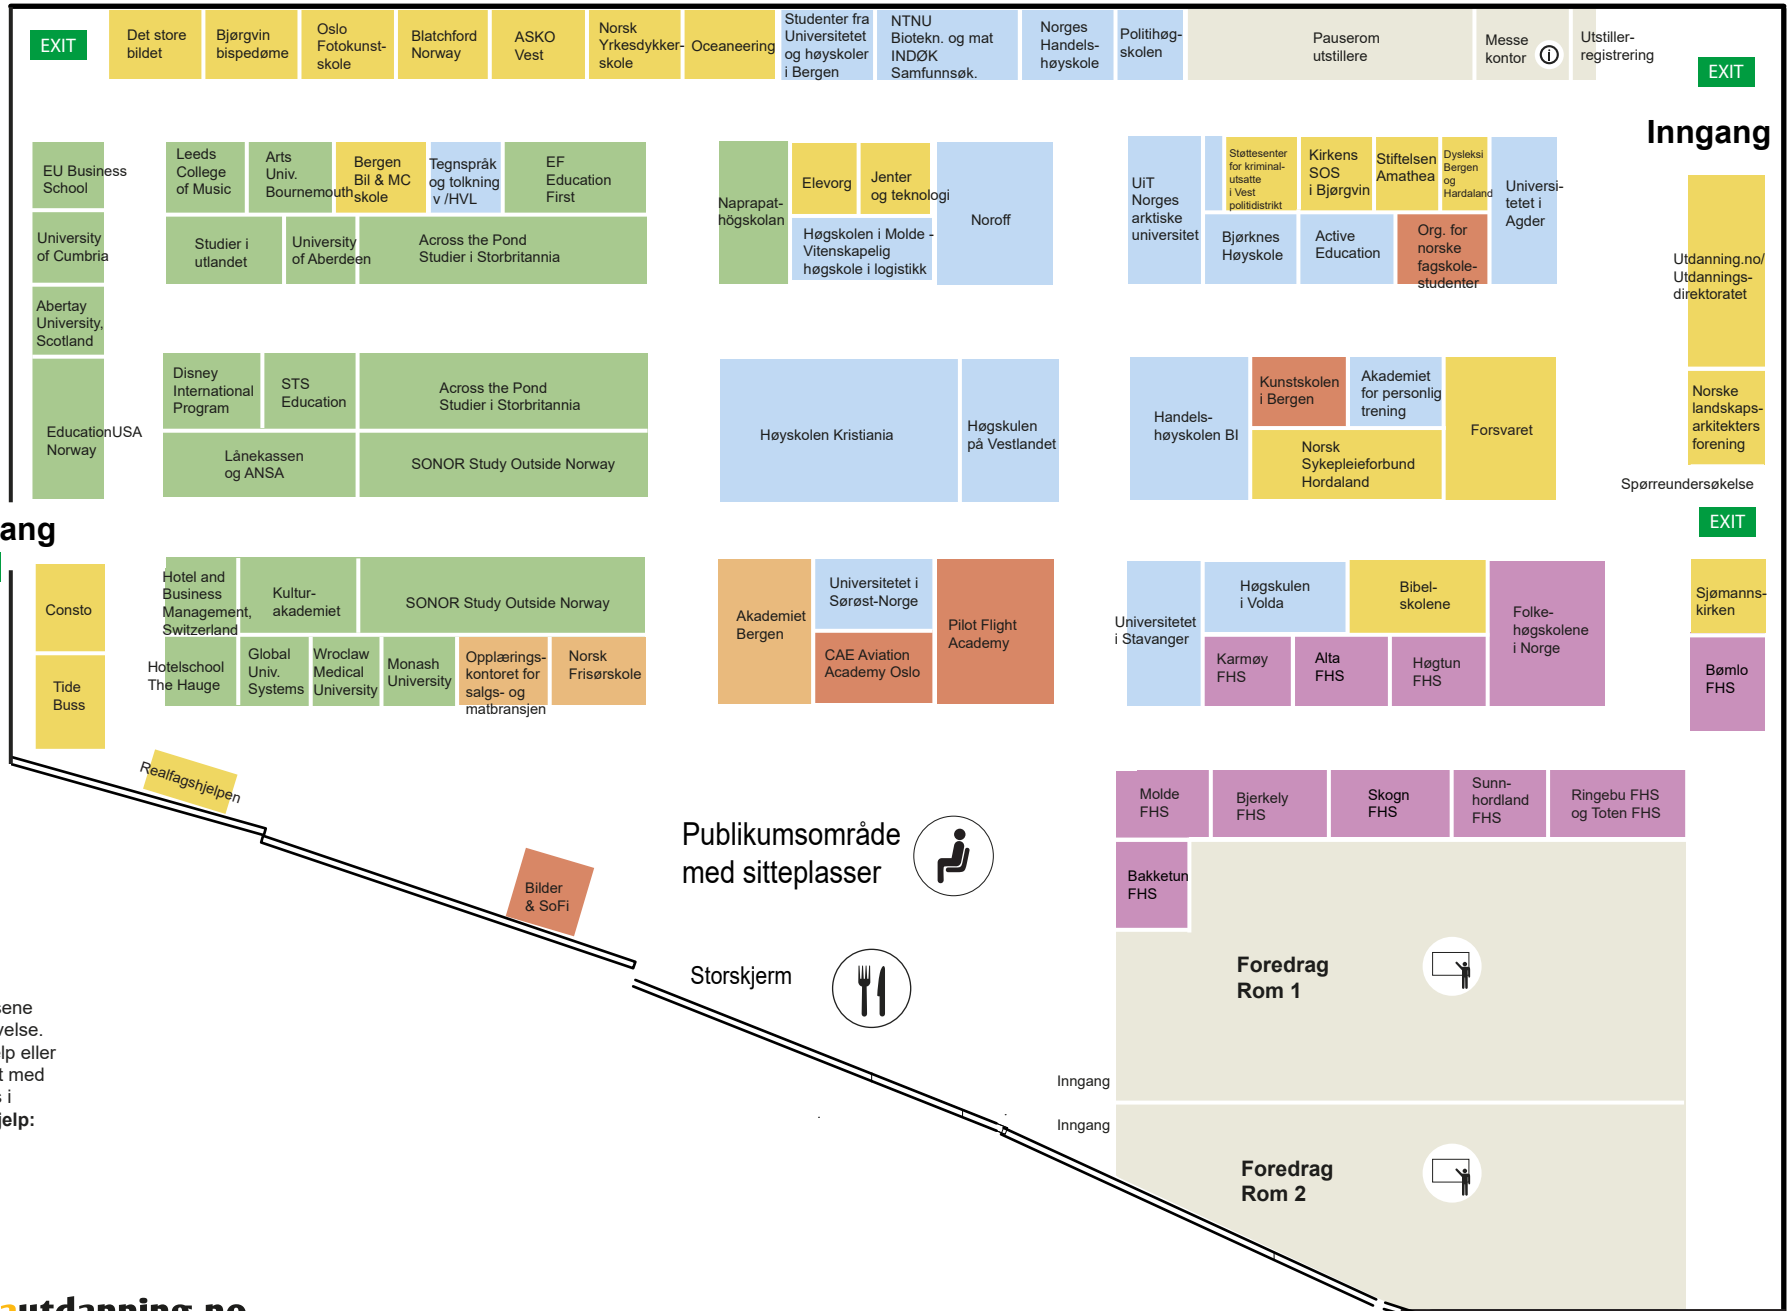 EXIT
Det store
bildet
Bjørgvin
bispedøme
Oslo
Fotokunst-
skole
Blatchford
Norway
ASKO
Vest
Norsk
Yrkesdykker-
skole
Oceaneering
Studenter fra
Universitetet
og høyskoler
i Bergen
NTNU
Biotekn. og mat
INDØK
Samfunnsøk.
Norges
Handels-
høyskole
Politihøg-
skolen
Pauserom
utstillere
Messe
kontor
Utstiller-
registrering
EXIT
Inngang
EU Business
School
University
of Cumbria
Abertay
University,
Scotland
EducationUSA
Norway
Leeds
College
of Music
Arts
Univ.
Bournemouth
Bergen
Bil & MC
skole
Tegnspråk
og tolkning
v /HVL
EF
Education
First
Studier i
utlandet
University
of Aberdeen
Across the Pond
Studier i Storbritannia
Naprapat-
högskolan
Elevorg
Jenter
og teknologi
Høgskolen i Molde -
Vitenskapelig
høgskole i logistikk
Noroff
UiT
Norges
arktiske
universitet
Støttesenter
for kriminal-
utsatte
i Vest
politidistrikt
Kirkens
SOS
i Bjørgvin
Stiftelsen
Amathea
Dysleksi
Bergen
og
Hardaland
Universi-
tetet i
Agder
Bjørknes
Høyskole
Active
Education
Org. for
norske
fagskole-
studenter
Utdanning.no/
Utdannings-
direktoratet
Norske
landskaps-
arkitekters
forening
Spørreundersøkelse
EXIT
Disney
International
Program
STS
Education
Across the Pond
Studier i Storbritannia
Lånekassen
og ANSA
SONOR Study Outside Norway
Høyskolen Kristiania
Høgskulen
på Vestlandet
Handels-
høyskolen BI
Kunstskolen
i Bergen
Akademiet
for personlig
trening
Norsk
Sykepleieforbund
Hordaland
Forsvaret
ang
Consto
Tide
Buss
Hotel and
Business
Management,
Switzerland
Kultur-
akademiet
SONOR Study Outside Norway
Hotelschool
The Hauge
Global
Univ.
Systems
Wroclaw
Medical
University
Monash
University
Opplærings-
kontoret for
salgs- og
matbransjen
Norsk
Frisørskole
Akademiet
Bergen
Universitetet i
Sørøst-Norge
CAE Aviation
Academy Oslo
Pilot Flight
Academy
Universitetet
i Stavanger
Høgskulen
i Volda
Bibel-
skolene
Karmøy
FHS
Alta
FHS
Høgtun
FHS
Folke-
høgskolene
i Norge
Sjømanns-
kirken
Bømlo
FHS
Realfagshjelpen
Bilder
& SoFi
Publikumsområde
med sitteplasser
Storskjerm
Molde
FHS
Bjerkely
FHS
Skogn
FHS
Sunn-
hordland
FHS
Ringebu FHS
og Toten FHS
Bakketun
FHS
Foredrag
Rom 1
Inngang
Inngang
Foredrag
Rom 2
sene
velse.
lp eller
t med
s i
jelp:
autdanning.no